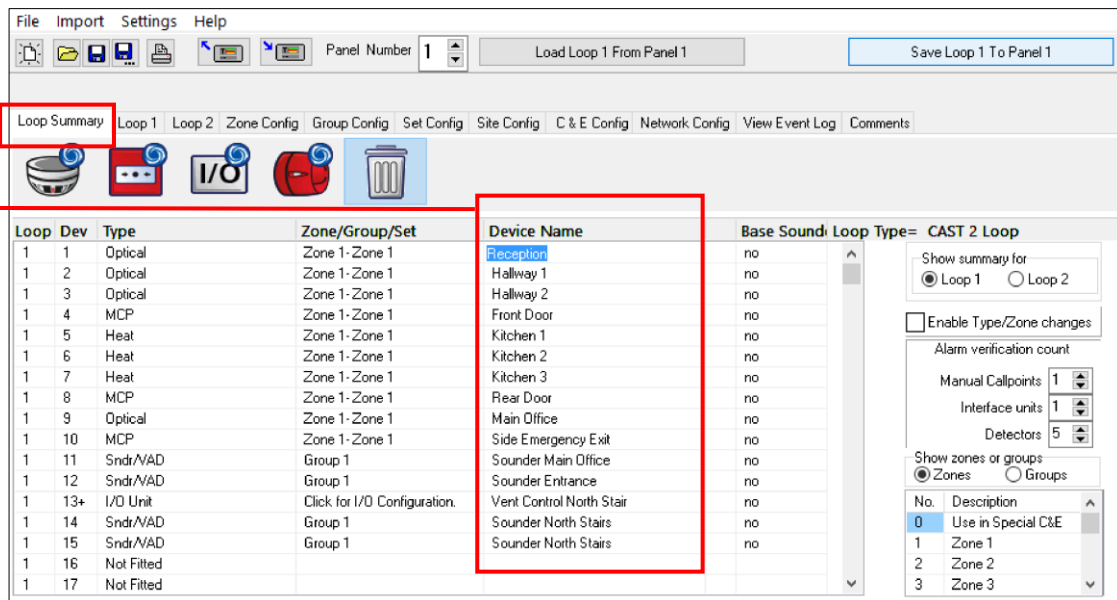 File Import Settings Help
Panel Number 1 Load Loop 1 From Panel 1 Save Loop 1 To Panel 1
Loop Summary Loop 1 Loop 2 Zone Config Group Config Set Config Site Config C & E Config Network Config View Event Log Comments
I/O
Loop Dev Type Zone/Group/Set Device Name Base Sound Loop Type= CAST 2 Loop
1 1 Optical Zone 1-Zone 1 Reception no
1 2 Optical Zone 1-Zone 1 Hallway 1 no
1 3 Optical Zone 1-Zone 1 Hallway 2 no
1 4 MCP Zone 1-Zone 1 Front Door no
1 5 Heat Zone 1-Zone 1 Kitchen 1 no
1 6 Heat Zone 1-Zone 1 Kitchen 2 no
1 7 Heat Zone 1-Zone 1 Kitchen 3 no
1 8 MCP Zone 1-Zone 1 Rear Door no
1 9 Optical Zone 1-Zone 1 Main Office no
1 10 MCP Zone 1-Zone 1 Side Emergency Exit no
1 11 Sndr/VAD Group 1 Sounder Main Office no
1 12 Sndr/VAD Group 1 Sounder Entrance no
1 13+ I/O Unit Click for I/O Configuration. Vent Control North Stair no
1 14 Sndr/VAD Group 1 Sounder North Stairs no
1 15 Sndr/VAD Group 1 Sounder North Stairs no
1 16 Not Fitted
1 17 Not Fitted
Show summary for
Loop 1 Loop 2
Enable Type/Zone changes
Alarm verification count
Manual Callpoints 1
Interface units 1
Detectors 5
Show zones or groups
Zones Groups
No. Description
0 Use in Special C&E
1 Zone 1
2 Zone 2
3 Zone 3